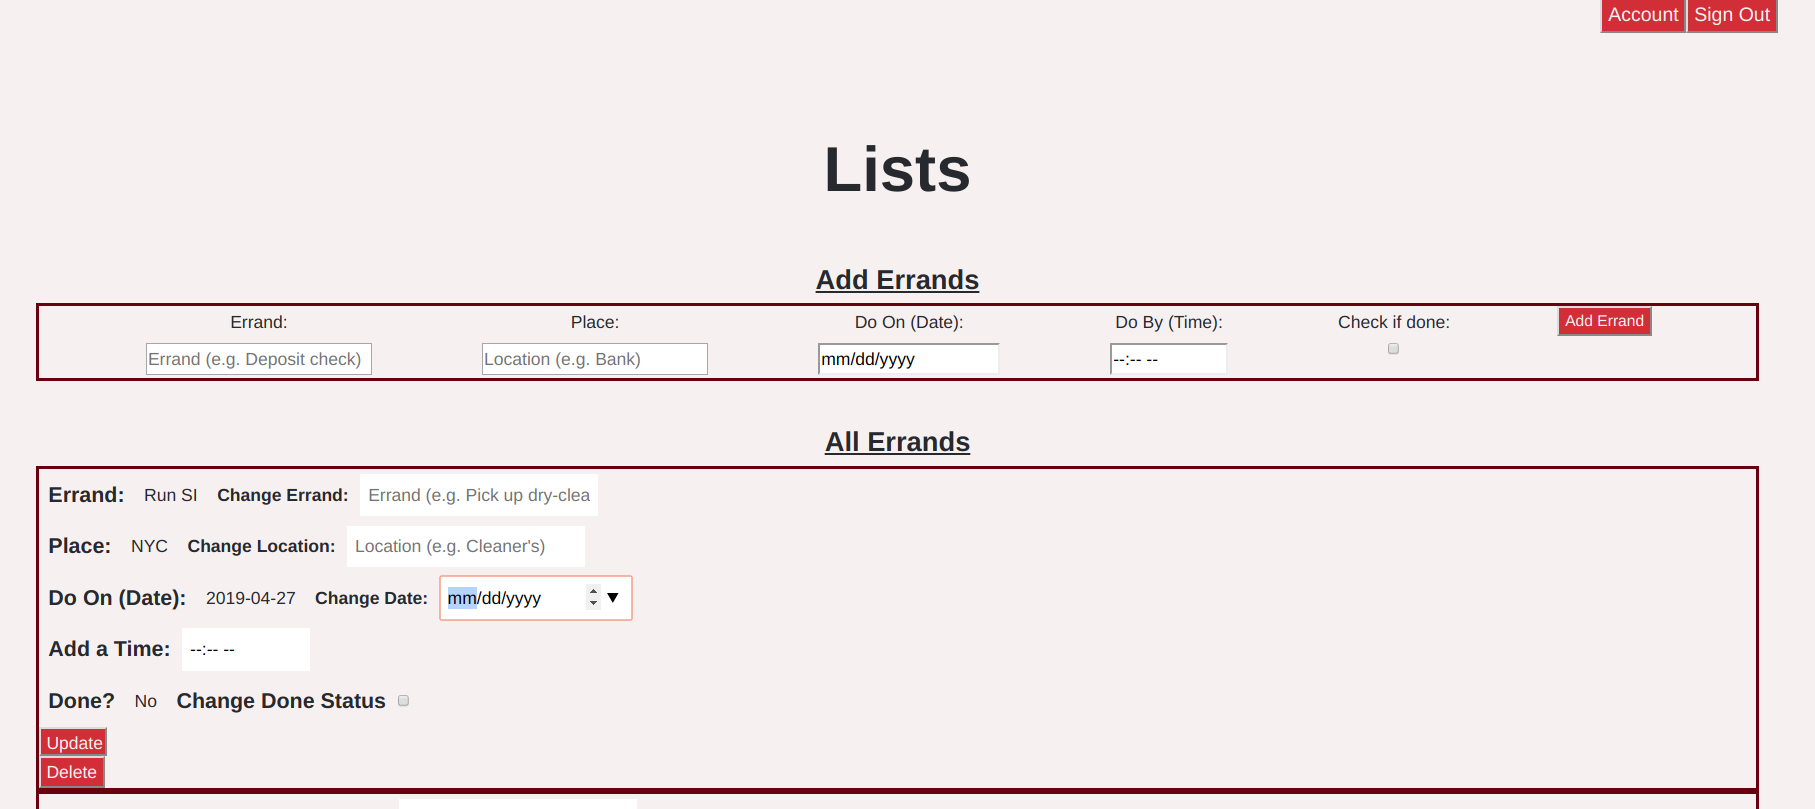 Account Sign Out
Lists
Add Errands
Errand: Place: Do On (Date): Do By (Time): Check if done: Add Errand
Errand (e.g. Deposit check) Location (e.g. Bank) mm/dd/yyyy --:-- --
All Errands
Errand: Run SI Change Errand: Errand (e.g. Pick up dry-clea
Place: NYC Change Location: Location (e.g. Cleaner's)
Do On (Date): 2019-04-27 Change Date: mm/dd/yyyy
Add a Time: --:-- --
Done? No Change Done Status
Update
Delete